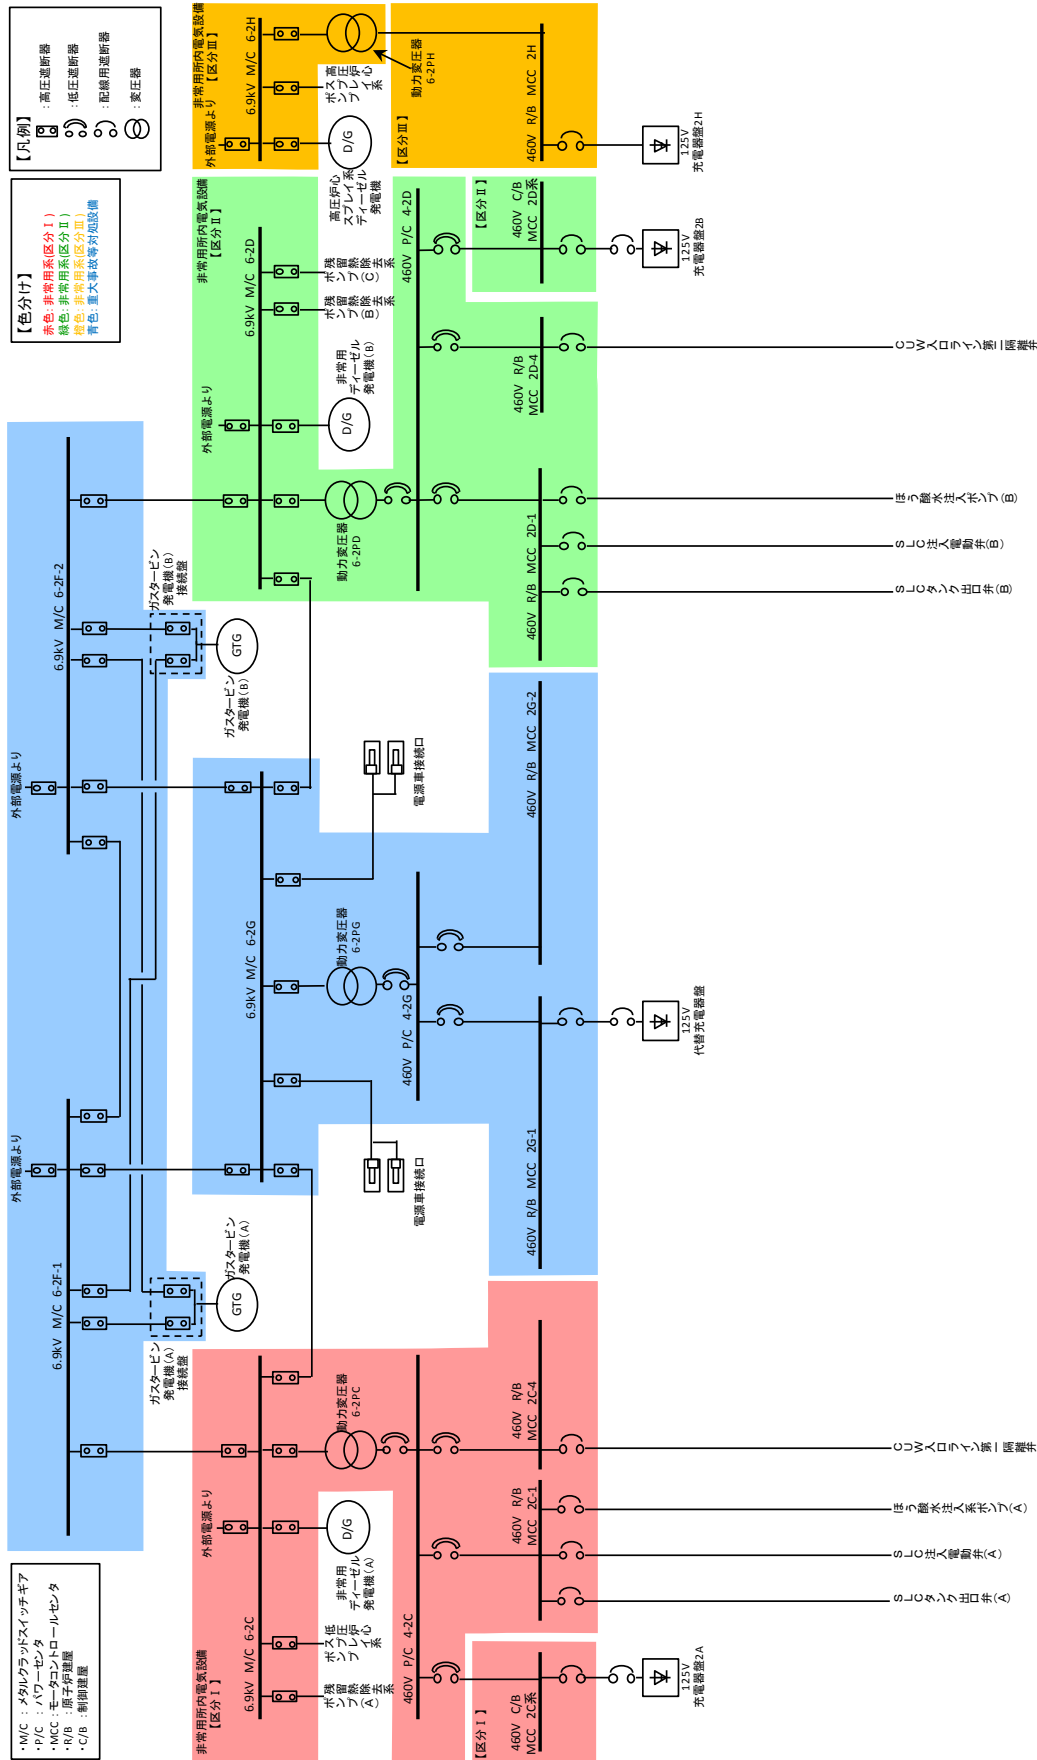 ・M/C : メタルクラッドスイッチギア
・P/C : パワーセンタ
・MCC : モータコントロールセンタ
・R/B : 原子炉建屋
・C/B : 制御建屋
【色分け】
赤色: 非常用系(区分Ⅰ)
緑色: 非常用系(区分Ⅱ)
橙色: 非常用系(区分Ⅲ)
青色: 重大事故等対処設備
【凡例】
:高圧遮断器
:低圧遮断器
:配線用遮断器
:変圧器
外部電源より
外部電源より
6.9kV M/C 6-2F-1
6.9kV M/C 6-2F-2
ガスタービン
発電機(A)
接続盤
GTG
ガスタービン
発電機(A)
ガスタービン
発電機(B)
接続盤
GTG
ガスタービン
発電機(B)
非常用所内電気設備
【区分Ⅰ】
外部電源より
6.9kV M/C 6-2C
残留熱除去系
ポンプ(A)
低圧炉心
スプレイ系
ポンプ
D/G
非常用
ディーゼル
発電機(A)
動力変圧器
6-2PC
460V P/C 4-2C
【区分Ⅰ】
460V C/B
MCC 2C系
460V R/B
MCC 2C-1
460V R/B
MCC 2C-4
125V
充電器盤2A
SLCタンク出口弁(A)
SLC注入電動弁(A)
ほう酸水注入系ポンプ(A)
CUW入口ライン第一隔離弁
6.9kV M/C 6-2G
電源車接続口
電源車接続口
動力変圧器
6-2PG
460V P/C 4-2G
460V R/B MCC 2G-1
460V R/B MCC 2G-2
125V
代替充電器盤
非常用所内電気設備
【区分Ⅱ】
外部電源より
6.9kV M/C 6-2D
動力変圧器
6-2PD
D/G
非常用
ディーゼル
発電機(B)
残留熱除去系
ポンプ(B)
残留熱除去系
ポンプ(C)
460V P/C 4-2D
460V R/B MCC 2D-1
460V R/B
MCC 2D-4
【区分Ⅱ】
460V C/B
MCC 2D系
125V
充電器盤2B
SLCタンク出口弁(B)
SLC注入電動弁(B)
ほう酸水注入ポンプ(B)
CUW入口ライン第一隔離弁
非常用所内電気設備
【区分Ⅲ】
外部電源より
6.9kV M/C 6-2H
D/G
高圧炉心
スプレイ系
ディーゼル
発電機
高圧炉心
スプレイ系
ポンプ
動力変圧器
6-2PH
【区分Ⅲ】
460V R/B MCC 2H
125V
充電器盤2H